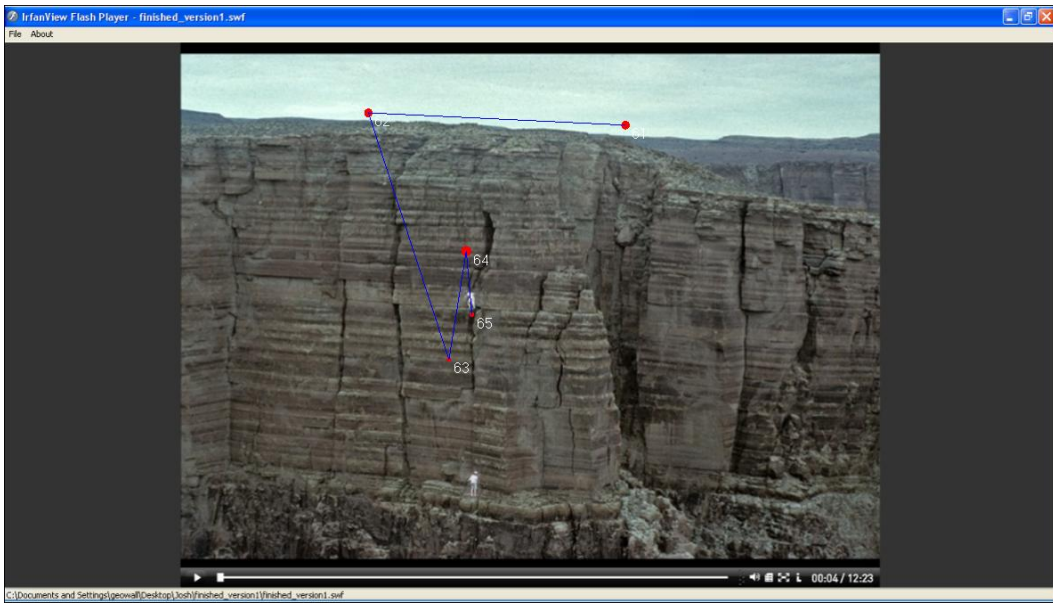 IrfanView Flash Player - finished_version1.swf
File About
62
61
64
65
63
00:04 / 12:23
C:\Documents and Settings\geowall\Desktop\Josh\finished_version1\finished_version1.swf